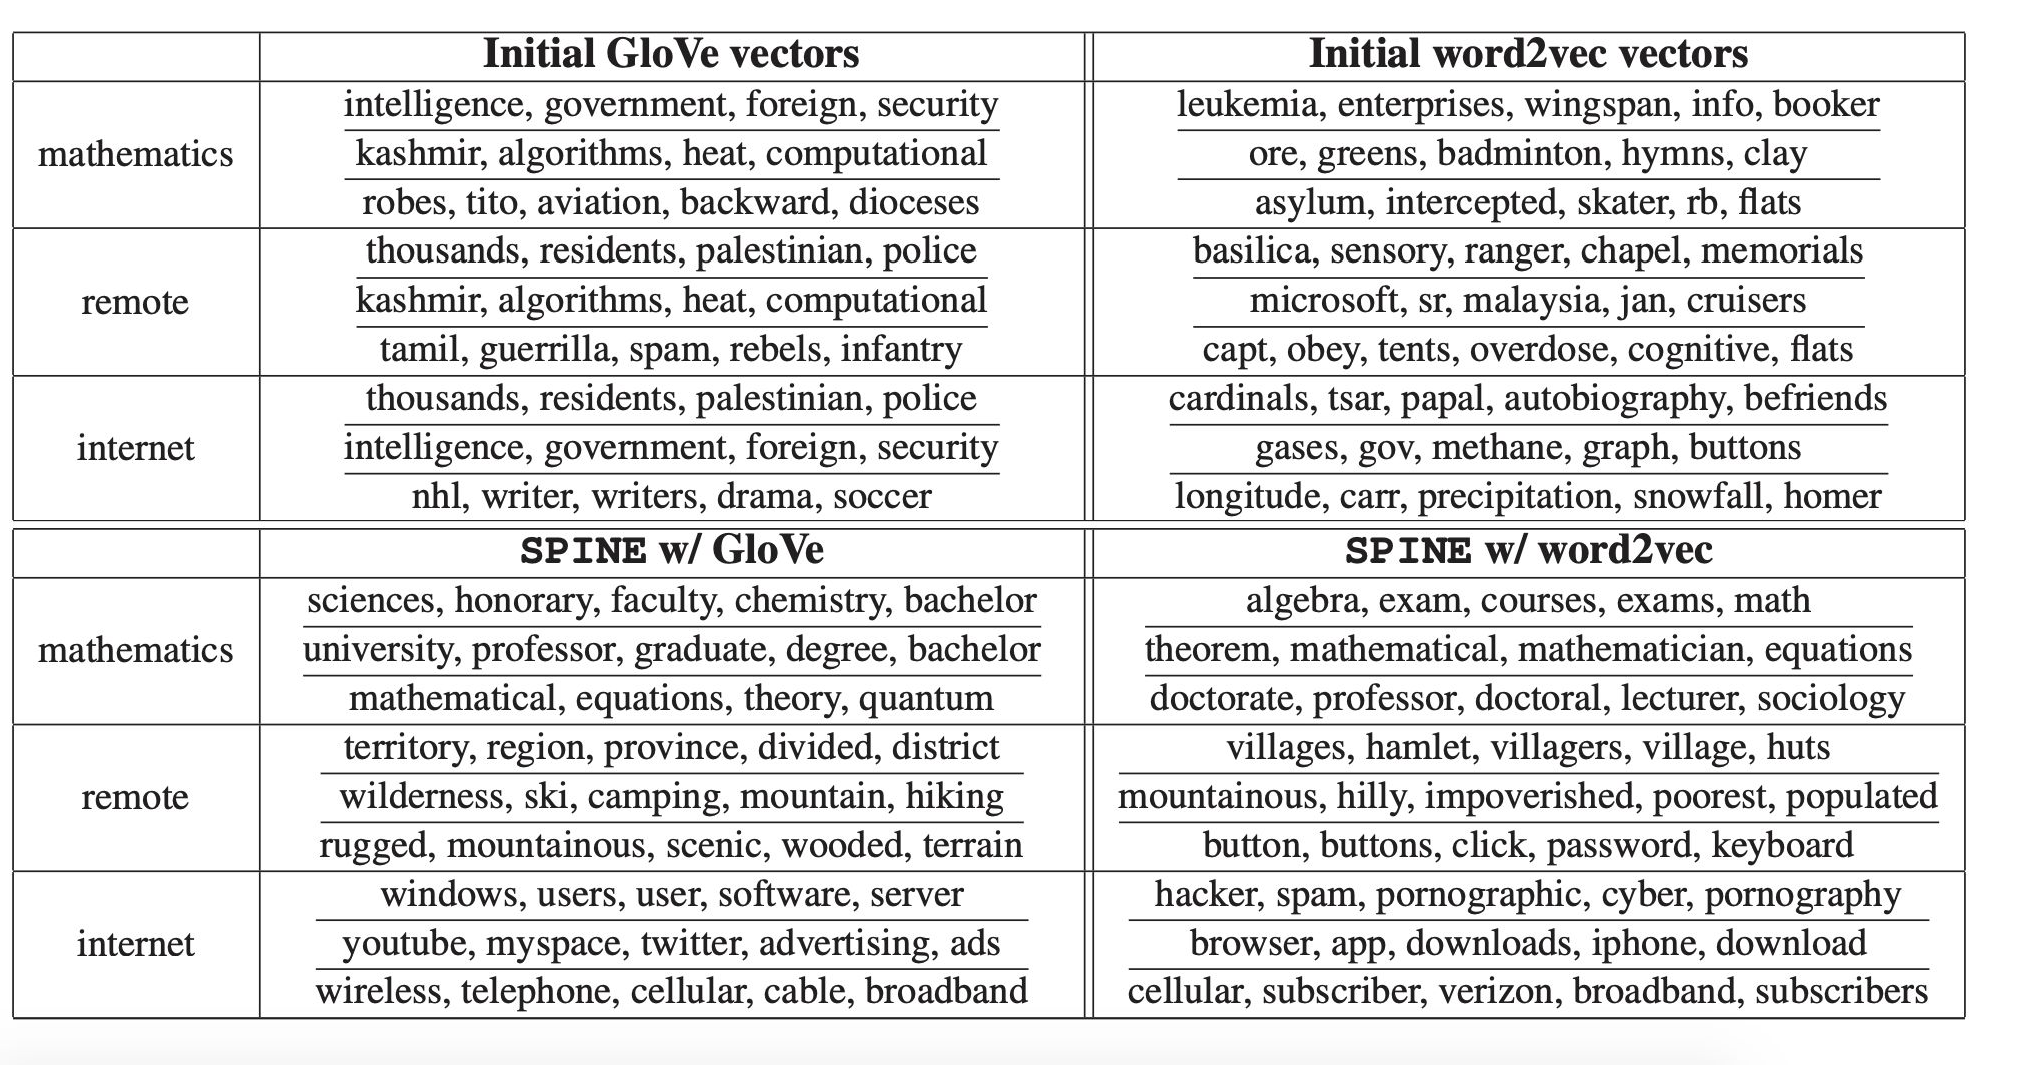 Initial GloVe vectors Initial word2vec vectors
mathematics
intelligence, government, foreign, security leukemia, enterprises, wingspan, info, booker
kashmir, algorithms, heat, computational ore, greens, badminton, hymns, clay
robes, tito, aviation, backward, dioceses asylum, intercepted, skater, rb, flats
remote
thousands, residents, palestinian, police basilica, sensory, ranger, chapel, memorials
kashmir, algorithms, heat, computational microsoft, sr, malaysia, jan, cruisers
tamil, guerrilla, spam, rebels, infantry capt, obey, tents, overdose, cognitive, flats
internet
thousands, residents, palestinian, police cardinals, tsar, papal, autobiography, befriends
intelligence, government, foreign, security gases, gov, methane, graph, buttons
nhl, writer, writers, drama, soccer longitude, carr, precipitation, snowfall, homer
SPINE w/ GloVe SPINE w/ word2vec
mathematics
sciences, honorary, faculty, chemistry, bachelor algebra, exam, courses, exams, math
university, professor, graduate, degree, bachelor theorem, mathematical, mathematician, equations
mathematical, equations, theory, quantum doctorate, professor, doctoral, lecturer, sociology
remote
territory, region, province, divided, district villages, hamlet, villagers, village, huts
wilderness, ski, camping, mountain, hiking mountainous, hilly, impoverished, poorest, populated
rugged, mountainous, scenic, wooded, terrain button, buttons, click, password, keyboard
internet
windows, users, user, software, server hacker, spam, pornographic, cyber, pornography
youtube, myspace, twitter, advertising, ads browser, app, downloads, iphone, download
wireless, telephone, cellular, cable, broadband cellular, subscriber, verizon, broadband, subscribers